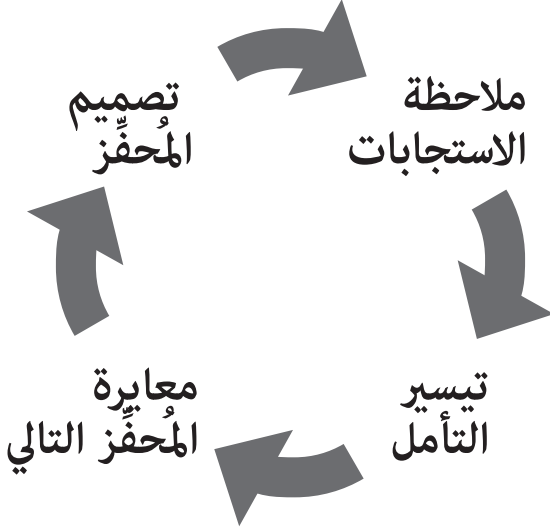 تصميم
المُحفِّز
ملاحظة
الاستجابات
تيسير
التأمل
معايرة
المُحفِّز التالي